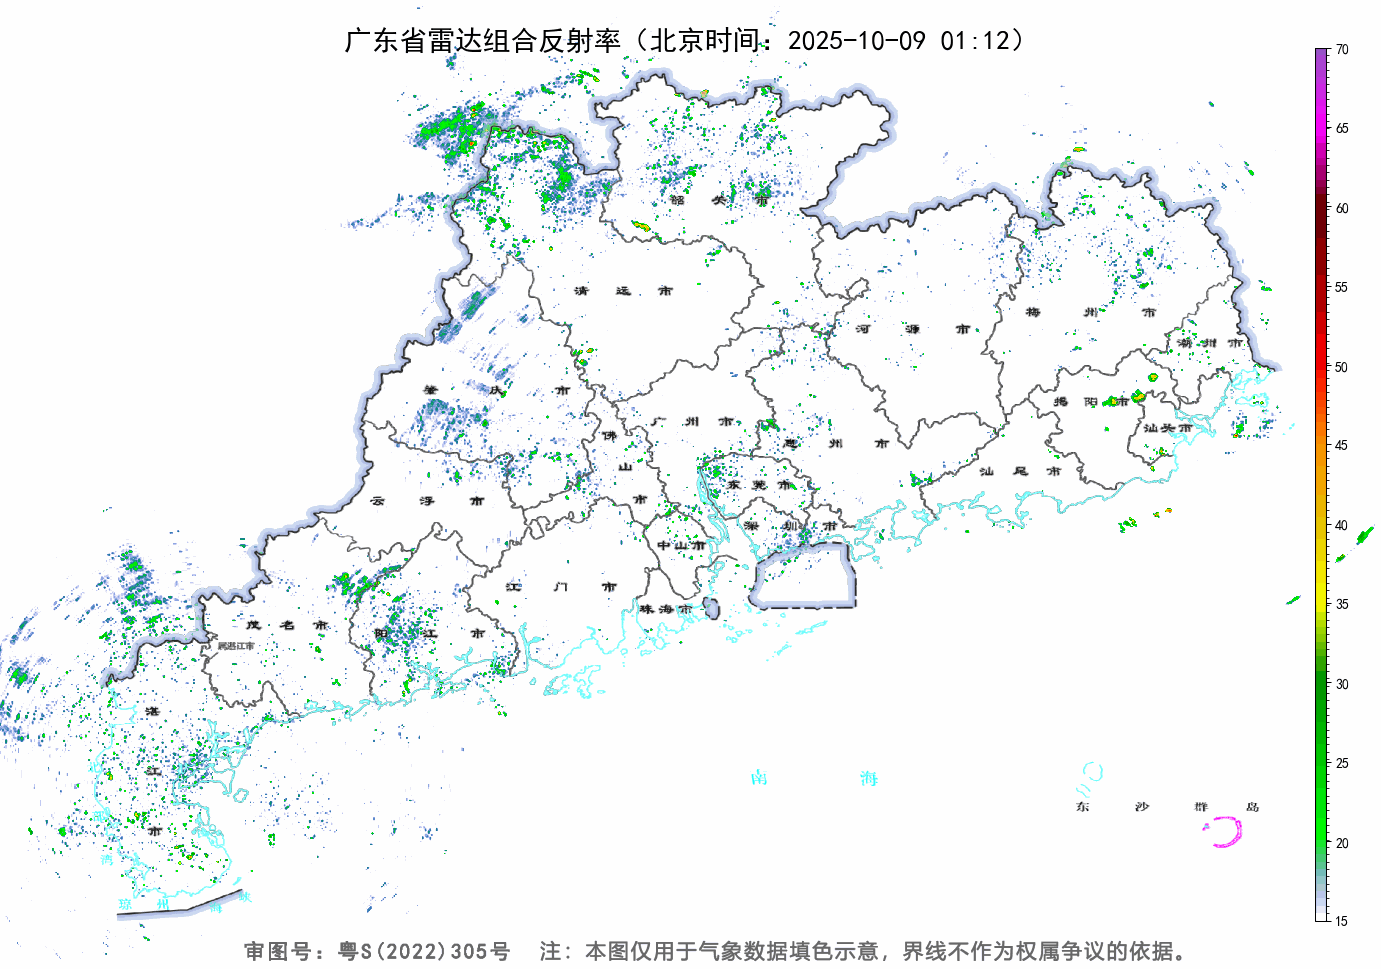 广东省雷达组合反射率（北京时间：2025-10-09 01:12）
70
65
60
55
50
45
40
35
30
25
20
15
韶关市
清远市
河源市
梅州市
潮州市
肇庆市
广州市
佛山市
惠州市
揭阳市
汕头市
汕尾市
云浮市
东莞市
深圳市
中山市
江门市
珠海市
茂名市
属湛江市
阳江市
湛江市
南海
东沙群岛
湾
琼州海峡
审图号：粤S(2022)305号 注：本图仅用于气象数据填色示意，界线不作为权属争议的依据。